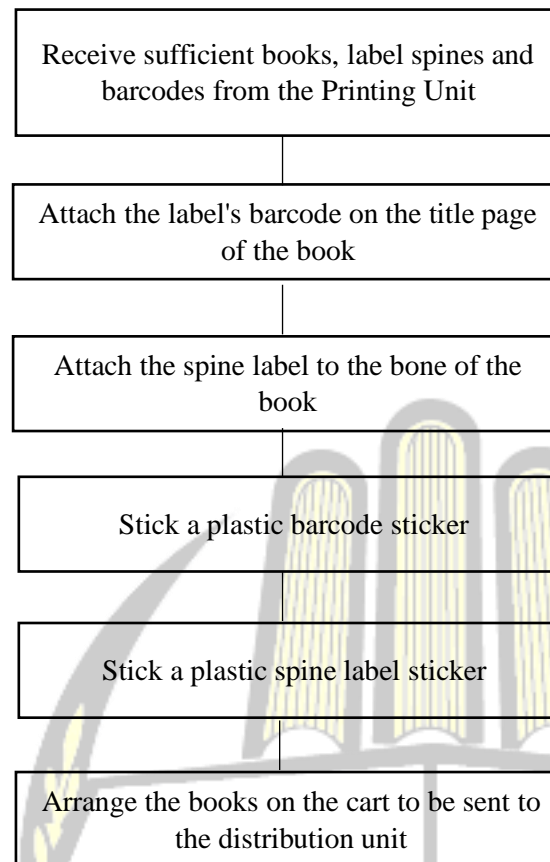 Receive sufficient books, label spines and
barcodes from the Printing Unit
Attach the label's barcode on the title page
of the book
Attach the spine label to the bone of the
book
Stick a plastic barcode sticker
Stick a plastic spine label sticker
Arrange the books on the cart to be sent to
the distribution unit